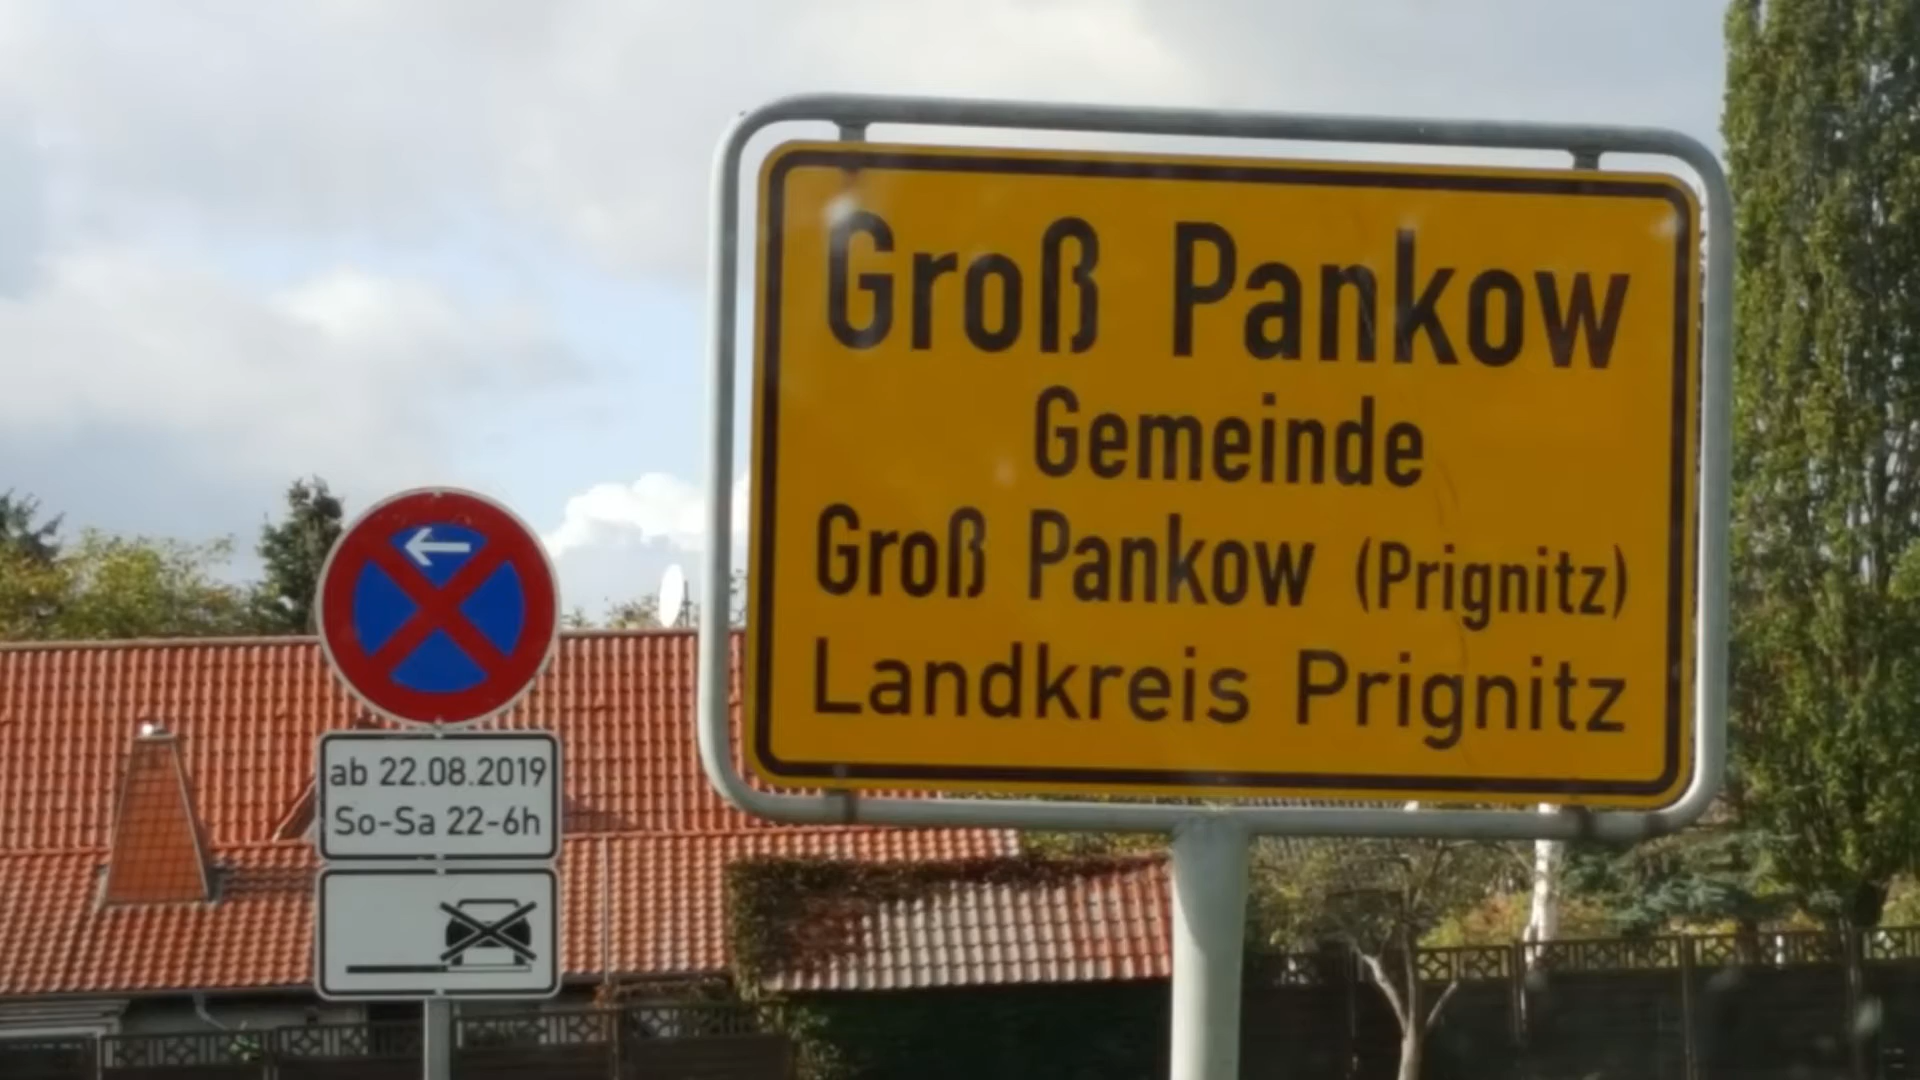 Groß Pankow
Gemeinde
Groß Pankow (Prignitz)
Landkreis Prignitz
ab 22.08.2019
So-Sa 22-6h